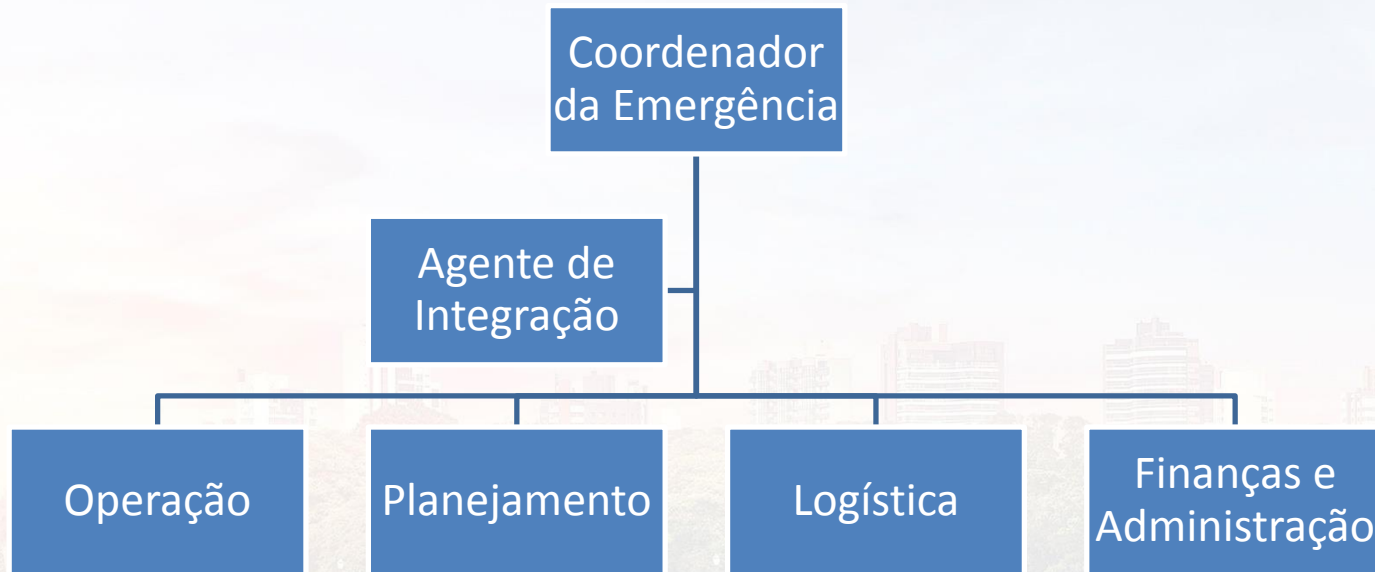 Coordenador
da Emergência
Agente de
Integração
Operação
Planejamento
Logística
Finanças e
Administração